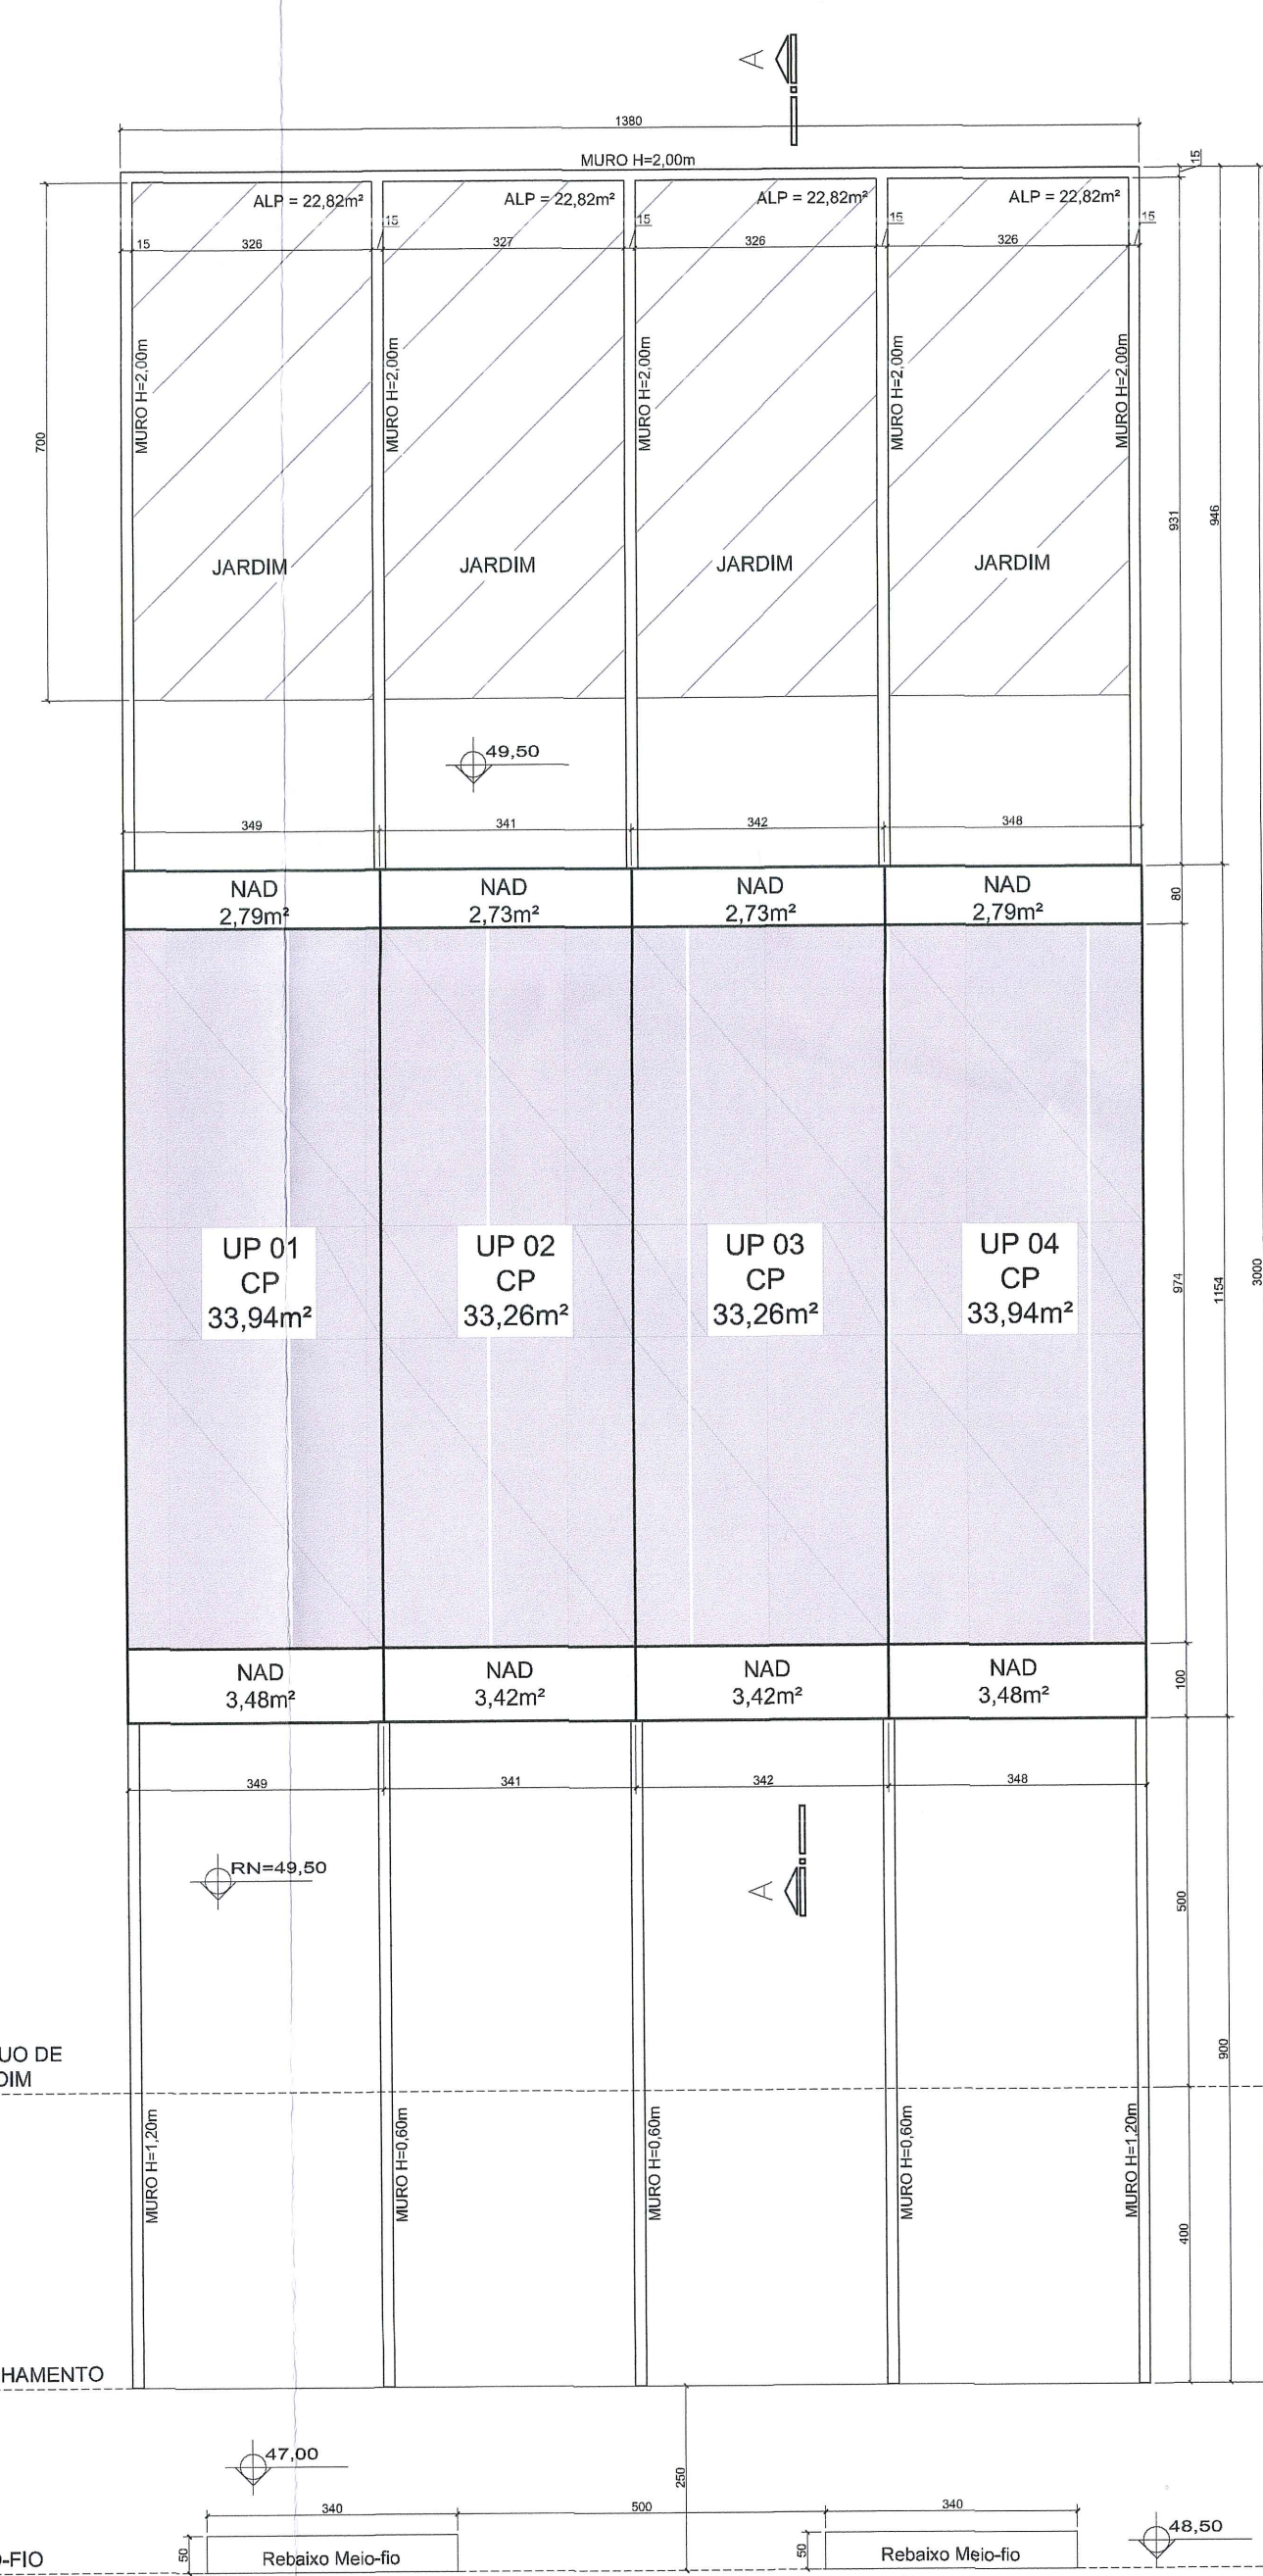 A
1380
MURO H=2,00m
15
ALP = 22,82m²
ALP = 22,82m²
ALP = 22,82m²
ALP = 22,82m²
15
15
15
15
15
326
327
326
326
MURO H=2,00m
MURO H=2,00m
MURO H=2,00m
MURO H=2,00m
MURO H=2,00m
700
931
946
JARDIM
JARDIM
JARDIM
JARDIM
49,50
349
341
342
348
NAD
2,79m²
NAD
2,73m²
NAD
2,73m²
NAD
2,79m²
80
UP 01
CP
33,94m²
UP 02
CP
33,26m²
UP 03
CP
33,26m²
UP 04
CP
33,94m²
974
1154
3000
NAD
3,48m²
NAD
3,42m²
NAD
3,42m²
NAD
3,48m²
100
349
341
342
348
RN=49,50
A
500
UO DE
DIM
900
MURO H=1,20m
MURO H=0,60m
MURO H=0,60m
MURO H=0,60m
MURO H=1,20m
400
HAMENTO
47,00
250
340
500
340
48,50
50
Rebaixo Meio-fio
50
Rebaixo Meio-fio
O-FIO